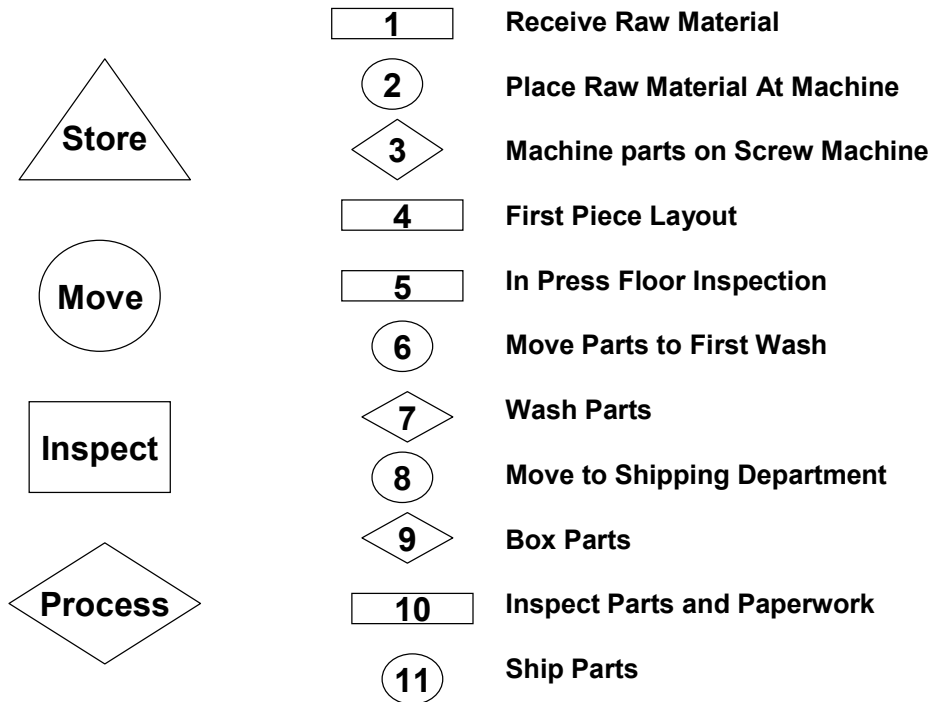 Store
Move
Inspect
Process
1 Receive Raw Material
2 Place Raw Material At Machine
3 Machine parts on Screw Machine
4 First Piece Layout
5 In Press Floor Inspection
6 Move Parts to First Wash
7 Wash Parts
8 Move to Shipping Department
9 Box Parts
10 Inspect Parts and Paperwork
11 Ship Parts